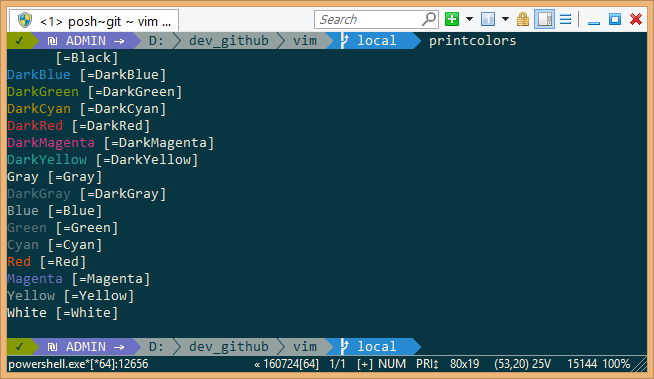 <1> posh~git ~ vim ...
Search
✓ ₪ ADMIN → D: dev_github vim local printcolors
[=Black]
DarkBlue [=DarkBlue]
DarkGreen [=DarkGreen]
DarkCyan [=DarkCyan]
DarkRed [=DarkRed]
DarkMagenta [=DarkMagenta]
DarkYellow [=DarkYellow]
Gray [=Gray]
DarkGray [=DarkGray]
Blue [=Blue]
Green [=Green]
Cyan [=Cyan]
Red [=Red]
Magenta [=Magenta]
Yellow [=Yellow]
White [=White]
✓ ₪ ADMIN → D: dev_github vim local
powershell.exe*[*64]:12656 « 160724[64] 1/1 [+] NUM PRI↕ 80x19 (53,20) 25V 15144 100%